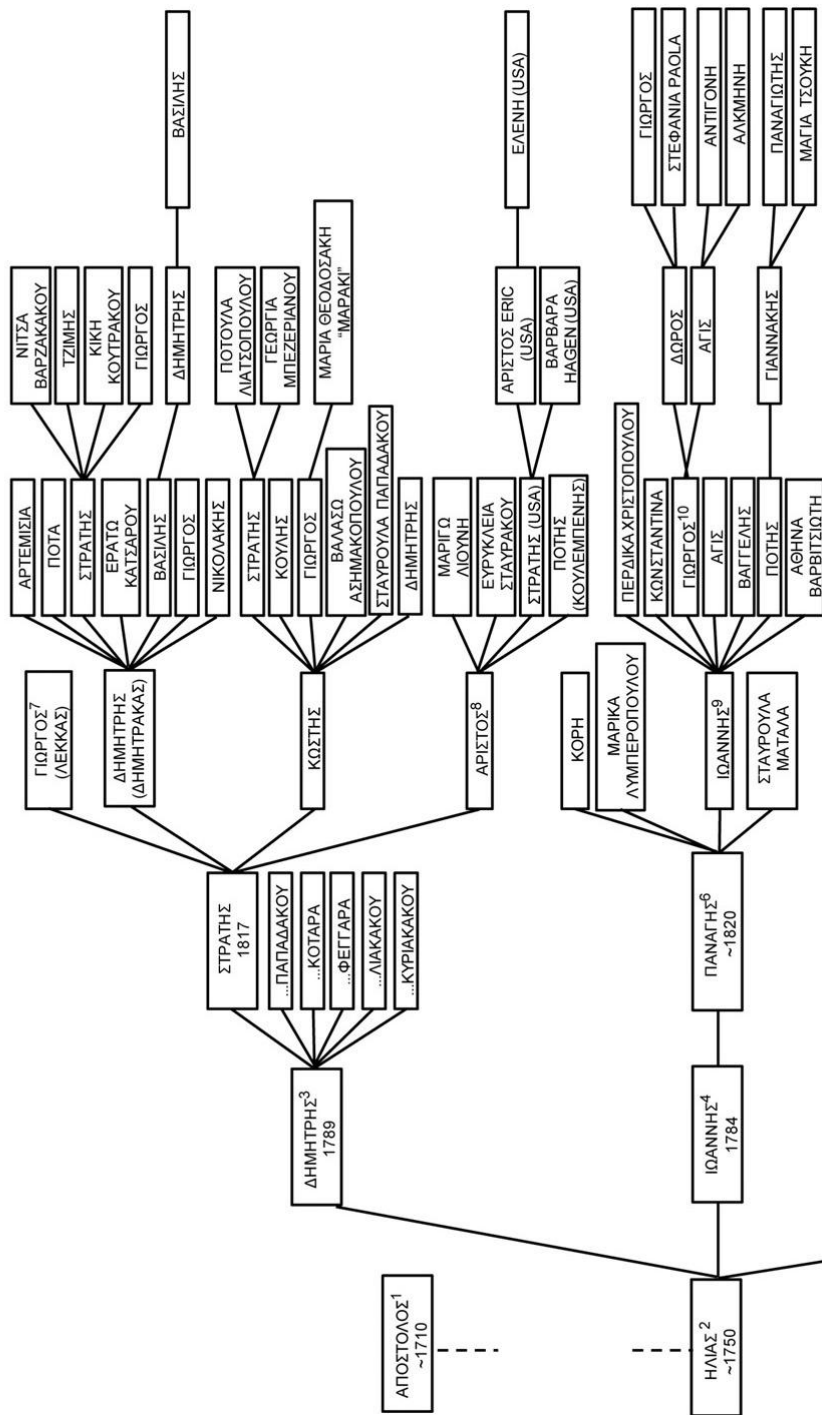 ΑΠΟΣΤΟΛΟΣ¹
~1710
ΗΛΙΑΣ²
~1750
ΔΗΜΗΤΡΗΣ³
1789
ΙΩΑΝΝΗΣ⁴
1784
ΣΤΡΑΤΗΣ
1817
...ΠΑΠΑΔΑΚΟΥ
...ΚΟΤΑΡΑ
...ΦΕΓΓΑΡΑ
...ΛΙΑΚΑΚΟΥ
...ΚΥΡΙΑΚΑΚΟΥ
ΠΑΝΑΓΗΣ⁶
~1820
ΓΙΩΡΓΟΣ⁷
(ΛΕΚΚΑΣ)
ΔΗΜΗΤΡΗΣ
(ΔΗΜΗΤΡΑΚΑΣ)
ΚΩΣΤΗΣ
ΑΡΙΣΤΟΣ⁸
ΚΟΡΗ
ΜΑΡΙΚΑ
ΛΥΜΠΕΡΟΠΟΥΛΟΥ
ΙΩΑΝΝΗΣ⁹
ΣΤΑΥΡΟΥΛΑ
ΜΑΤΑΛΑ
ΑΡΤΕΜΙΣΙΑ
ΠΟΤΑ
ΣΤΡΑΤΗΣ
ΕΡΑΤΩ
ΚΑΤΣΑΡΟΥ
ΒΑΣΙΛΗΣ
ΓΙΩΡΓΟΣ
ΝΙΚΟΛΑΚΗΣ
ΣΤΡΑΤΗΣ
ΚΟΥΛΗΣ
ΓΙΩΡΓΟΣ
ΒΑΛΑΣΩ
ΑΣΗΜΑΚΟΠΟΥΛΟΥ
ΣΤΑΥΡΟΥΛΑ ΠΑΠΑΔΑΚΟΥ
ΔΗΜΗΤΡΗΣ
ΜΑΡΙΓΩ
ΛΙΟΥΝΗ
ΕΥΡΥΚΛΕΙΑ
ΣΤΑΥΡΑΚΟΥ
ΣΤΡΑΤΗΣ (USA)
ΠΟΤΗΣ
(ΚΟΥΛΕΜΠΕΝΗΣ)
ΠΕΡΔΙΚΑ ΧΡΙΣΤΟΠΟΥΛΟΥ
ΚΩΝΣΤΑΝΤΙΝΑ
ΓΙΩΡΓΟΣ¹⁰
ΑΓΙΣ
ΒΑΓΓΕΛΗΣ
ΠΟΤΗΣ
ΑΘΗΝΑ
ΒΑΡΒΙΤΣΙΩΤΗ
ΝΙΤΣΑ
ΒΑΡΖΑΚΑΚΟΥ
ΤΖΙΜΗΣ
ΚΙΚΗ
ΚΟΥΤΡΑΚΟΥ
ΓΙΩΡΓΟΣ
ΔΗΜΗΤΡΗΣ
ΠΟΤΟΥΛΑ
ΛΙΑΤΣΟΠΟΥΛΟΥ
ΓΕΩΡΓΙΑ
ΜΠΕΖΕΡΙΑΝΟΥ
ΜΑΡΙΑ ΘΕΟΔΟΣΑΚΗ
"ΜΑΡΑΚΙ"
ΑΡΙΣΤΟΣ ERIC
(USA)
ΒΑΡΒΑΡΑ
HAGEN (USA)
ΔΩΡΟΣ
ΑΓΙΣ
ΓΙΑΝΝΑΚΗΣ
ΒΑΣΙΛΗΣ
ΕΛΕΝΗ (USA)
ΓΙΩΡΓΟΣ
ΣΤΕΦΑΝΙΑ PAOLA
ΑΝΤΙΓΟΝΗ
ΑΛΚΜΗΝΗ
ΠΑΝΑΓΙΩΤΗΣ
ΜΑΓΙΑ ΤΣΟΥΚΗ